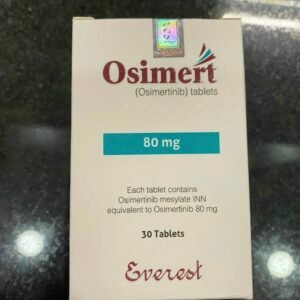 Osimert
(Osimertinib) tablets
80 mg
Each tablet contains
Osimertinib mesylate INN
equivalent to Osimertinib 80 mg
30 Tablets
Everest